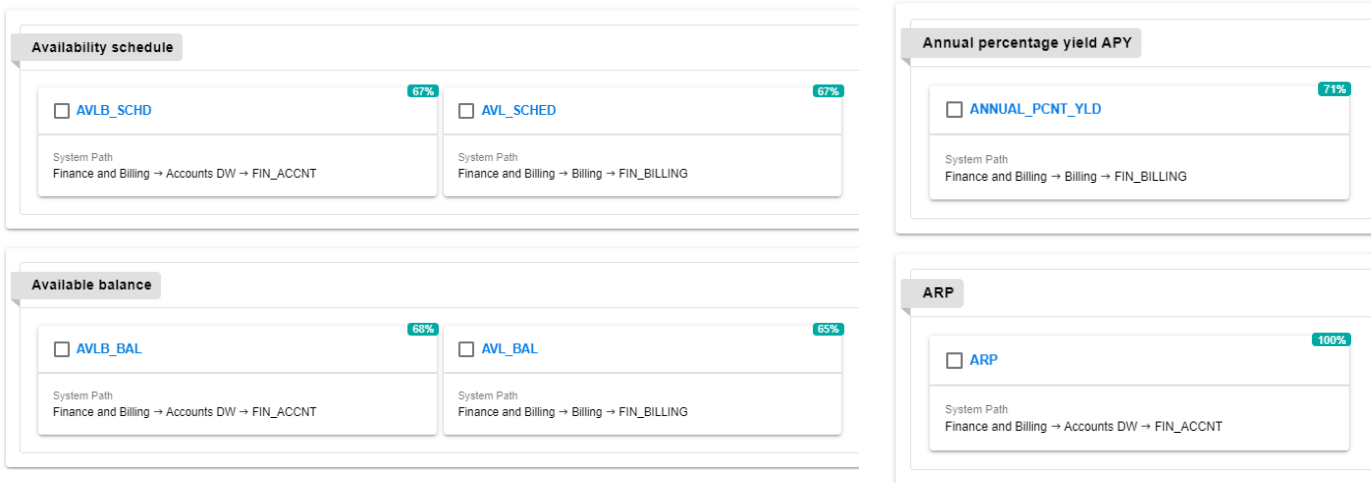 Availability schedule
67%
AVLB_SCHD
System Path
Finance and Billing → Accounts DW → FIN_ACCNT
67%
AVL_SCHED
System Path
Finance and Billing → Billing → FIN_BILLING
Available balance
68%
AVLB_BAL
System Path
Finance and Billing → Accounts DW → FIN_ACCNT
65%
AVL_BAL
System Path
Finance and Billing → Billing → FIN_BILLING
Annual percentage yield APY
71%
ANNUAL_PCNT_YLD
System Path
Finance and Billing → Billing → FIN_BILLING
ARP
100%
ARP
System Path
Finance and Billing → Accounts DW → FIN_ACCNT